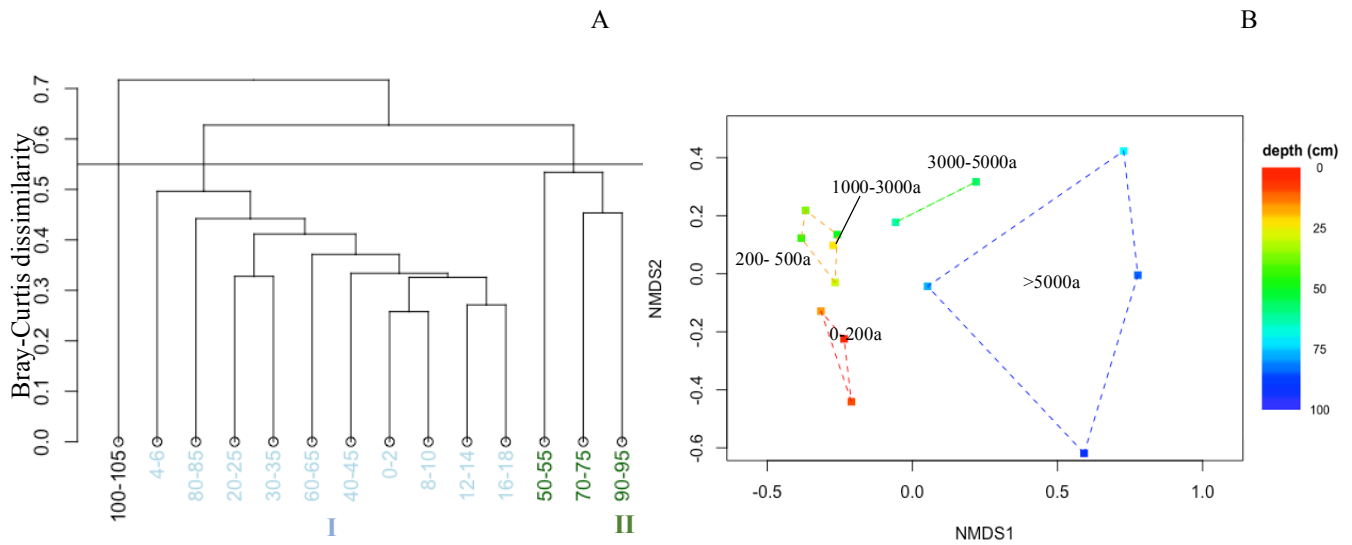 A
B
Bray-Curtis dissimilarity
0.7
0.6
0.5
0.4
0.3
0.2
0.1
0.0
100-105
4-6
80-85
20-25
30-35
60-65
40-45
0-2
8-10
12-14
16-18
50-55
70-75
90-95
I
II
NMDS2
0.4
0.2
0.0
-0.2
-0.4
-0.6
3000-5000a
1000-3000a
200- 500a
>5000a
0-200a
-0.5
0.0
0.5
1.0
NMDS1
depth (cm)
0
25
50
75
100